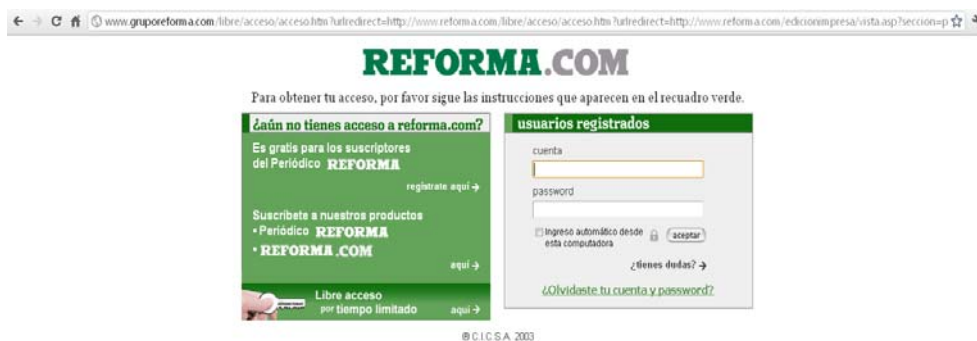 www.gruporeforma.com/libre/acceso/acceso.htm?urlredirect=http://www.reforma.com/libre/acceso/acceso.htm?urlredirect=http://www.reforma.com/edicionimpresa/vista.asp?seccion=p
REFORMA.COM
Para obtener tu acceso, por favor sigue las instrucciones que aparecen en el recuadro verde.
¿aún no tienes acceso a reforma.com?
Es gratis para los suscriptores
del Periódico REFORMA
regístrate aquí →
Suscríbete a nuestros productos
• Periódico REFORMA
• REFORMA.COM
aquí →
Libre acceso
por tiempo limitado aquí →
usuarios registrados
cuenta
password
Ingreso automático desde
esta computadora
aceptar
¿tienes dudas? →
¿Olvidaste tu cuenta y password?
® C.I.C.S.A. 2003